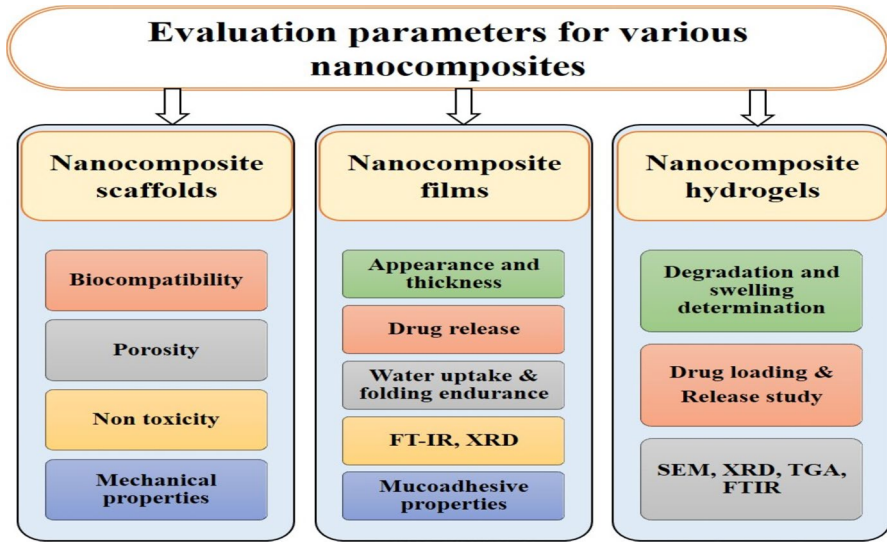 Evaluation parameters for various
nanocomposites
Nanocomposite
scaffolds
Biocompatibility
Porosity
Non toxicity
Mechanical
properties
Nanocomposite
films
Appearance and
thickness
Drug release
Water uptake &
folding endurance
FT-IR, XRD
Mucoadhesive
properties
Nanocomposite
hydrogels
Degradation and
swelling
determination
Drug loading &
Release study
SEM, XRD, TGA,
FTIR